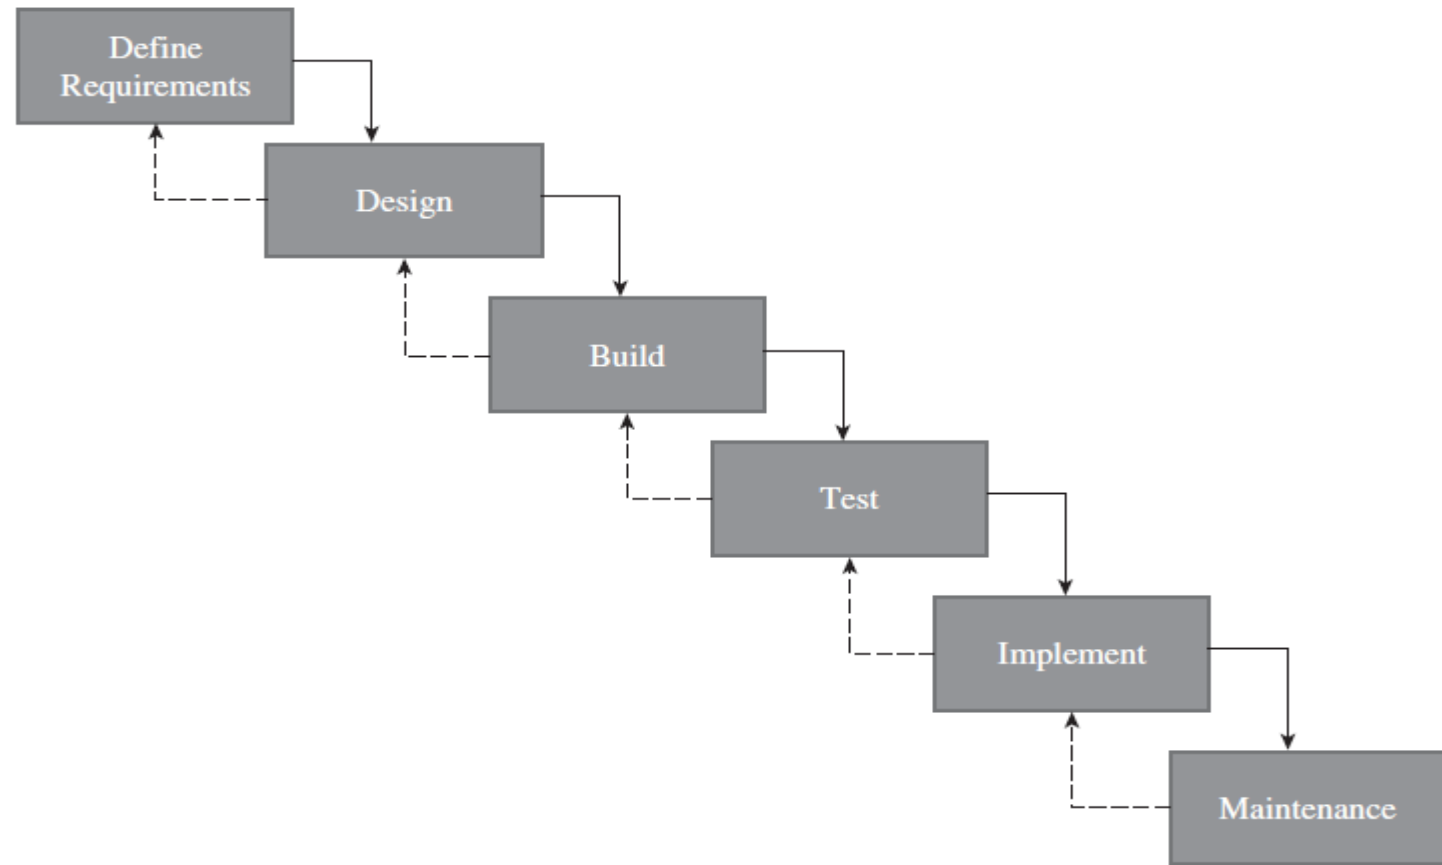 Define
Requirements
Design
Build
Test
Implement
Maintenance